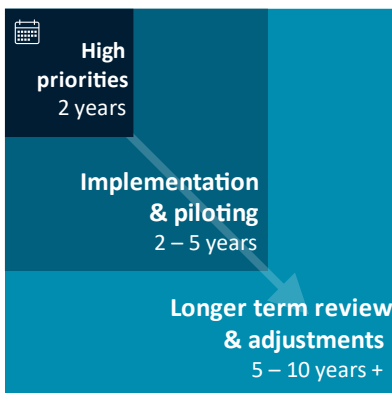 High
priorities
2 years
Implementation
& piloting
2 – 5 years
Longer term review
& adjustments
5 – 10 years +